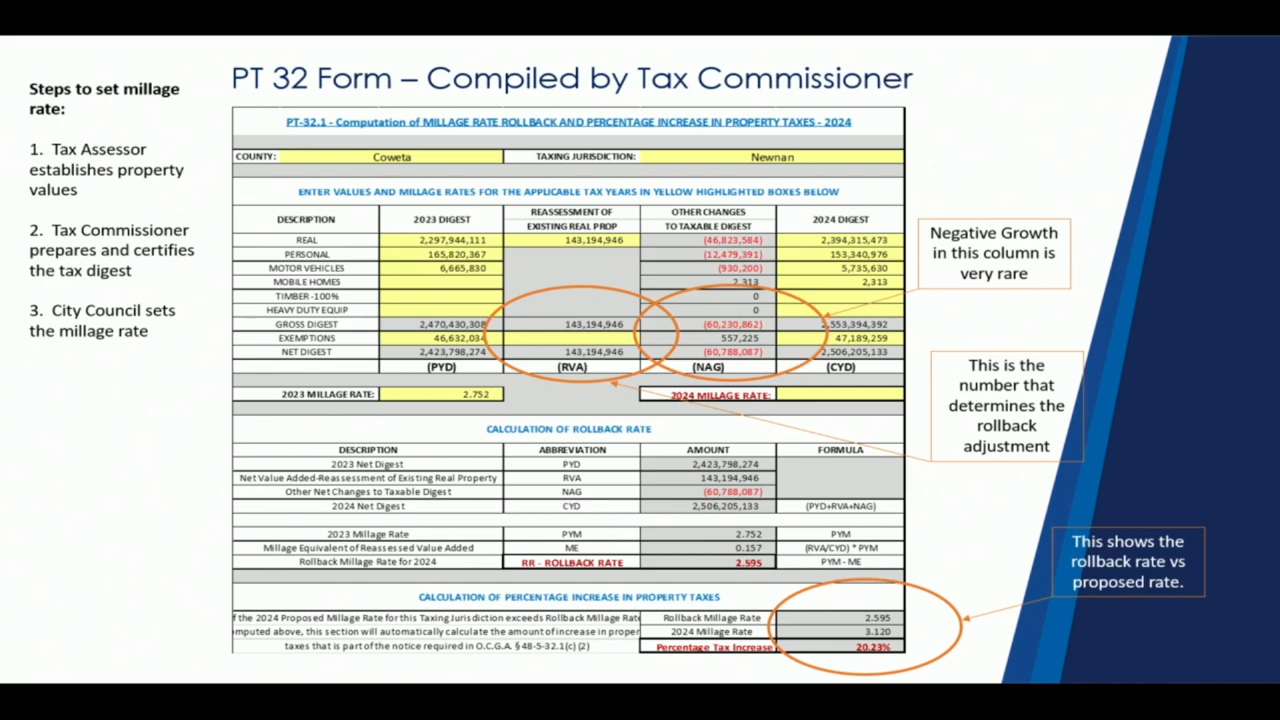 PT 32 Form – Compiled by Tax Commissioner
Steps to set millage
rate:
1. Tax Assessor
establishes property
values
2. Tax Commissioner
prepares and certifies
the tax digest
3. City Council sets
the millage rate
PT-32.1 - Computation of MILLAGE RATE ROLLBACK AND PERCENTAGE INCREASE IN PROPERTY TAXES - 2024
COUNTY: Coweta TAXING JURISDICTION: Newnan
ENTER VALUES AND MILLAGE RATES FOR THE APPLICABLE TAX YEARS IN YELLOW HIGHLIGHTED BOXES BELOW
DESCRIPTION 2023 DIGEST REASSESSMENT OF EXISTING REAL PROP OTHER CHANGES TO TAXABLE DIGEST 2024 DIGEST
REAL 2,297,944,111 143,194,946 (46,823,584) 2,394,315,473
PERSONAL 165,820,367 (12,479,391) 153,340,976
MOTOR VEHICLES 6,665,830 (930,200) 5,735,630
MOBILE HOMES 2,313 2,313
TIMBER -100% 0
HEAVY DUTY EQUIP 0
GROSS DIGEST 2,470,430,308 143,194,946 (60,230,862) 2,553,394,392
EXEMPTIONS 46,632,034 557,225 47,189,259
NET DIGEST 2,423,798,274 143,194,946 (60,788,087) 2,506,205,133
(PYD) (RVA) (NAG) (CYD)
2023 MILLAGE RATE: 2.752 2024 MILLAGE RATE:
CALCULATION OF ROLLBACK RATE
DESCRIPTION ABBREVIATION AMOUNT FORMULA
2023 Net Digest PYD 2,423,798,274
Net Value Added-Reassessment of Existing Real Property RVA 143,194,946
Other Net Changes to Taxable Digest NAG (60,788,087)
2024 Net Digest CYD 2,506,205,133 (PYD+RVA+NAG)
2023 Millage Rate PYM 2.752 PYM
Millage Equivalent of Reassessed Value Added ME 0.157 (RVA/CYD) * PYM
Rollback Millage Rate for 2024 RR - ROLLBACK RATE 2.595 PYM - ME
CALCULATION OF PERCENTAGE INCREASE IN PROPERTY TAXES
f the 2024 Proposed Millage Rate for this Taxing Jurisdiction exceeds Rollback Millage Rate Rollback Millage Rate 2.595
mputed above, this section will automatically calculate the amount of increase in proper 2024 Millage Rate 3.120
taxes that is part of the notice required in O.C.G.A. § 48-5-32.1(c) (2) Percentage Tax Increase 20.23%
Negative Growth
in this column is
very rare
This is the
number that
determines the
rollback
adjustment
This shows the
rollback rate vs
proposed rate.